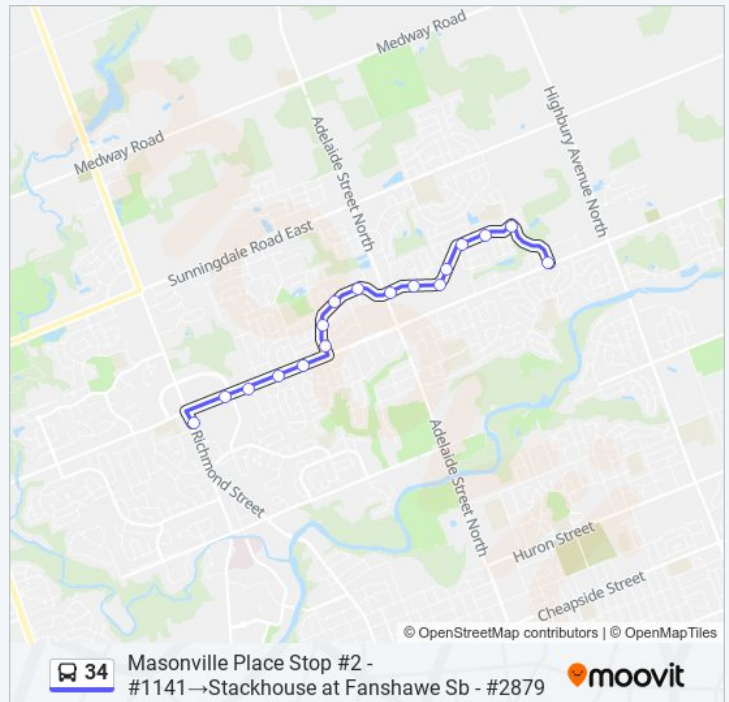 Medway Road
Medway Road
Highbury Avenue North
Adelaide Street North
Sunningdale Road East
Richmond Street
Adelaide Street North
Huron Street
Cheapside Street
© OpenStreetMap contributors | © OpenMapTiles
34
Masonville Place Stop #2 -
#1141→Stackhouse at Fanshawe Sb - #2879
moovit